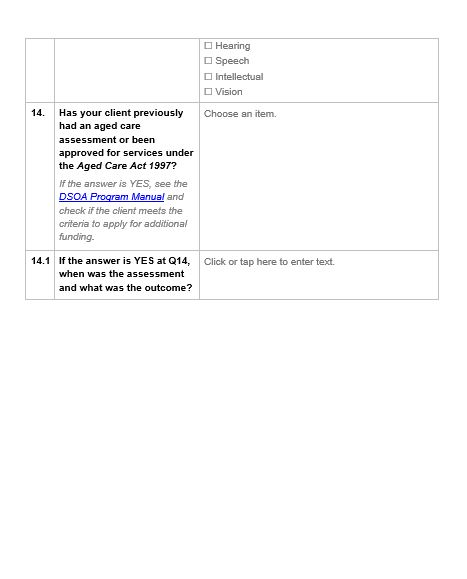 ☐ Hearing
☐ Speech
☐ Intellectual
☐ Vision
14. Has your client previously
had an aged care
assessment or been
approved for services under
the Aged Care Act 1997?
Choose an item.
If the answer is YES, see the
DSOA Program Manual and
check if the client meets the
criteria to apply for additional
funding.
14.1 If the answer is YES at Q14,
when was the assessment
and what was the outcome?
Click or tap here to enter text.